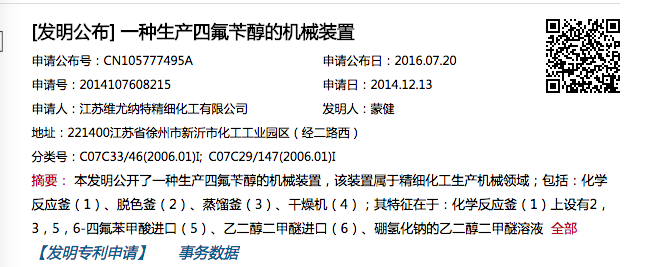 [发明公布] 一种生产四氟苄醇的机械装置
申请公布号：CN105777495A 申请公布日：2016.07.20
申请号：2014107608215 申请日：2014.12.13
申请人：江苏维尤纳特精细化工有限公司 发明人：蒙健
地址：221400江苏省徐州市新沂市化工工业园区（经二路西）
分类号：C07C33/46(2006.01)I; C07C29/147(2006.01)I
摘要： 本发明公开了一种生产四氟苄醇的机械装置，该装置属于精细化工生产机械领域；包括：化学
反应釜（1）、脱色釜（2）、蒸馏釜（3）、干燥机（4）；其特征在于：化学反应釜（1）上设有2，
3，5，6-四氟苯甲酸进口（5）、乙二醇二甲醚进口（6）、硼氢化钠的乙二醇二甲醚溶液 全部
【发明专利申请】 事务数据